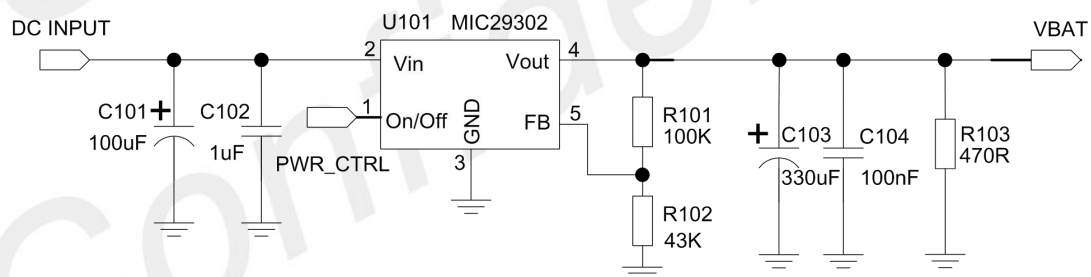 U101 MIC29302
DC INPUT
VBAT
2
4
Vin
Vout
C101
+
100uF
C102
1uF
1
On/Off
GND
FB
5
R101
100K
PWR_CTRL
3
+
C103
330uF
C104
100nF
R103
470R
R102
43K
Confiden